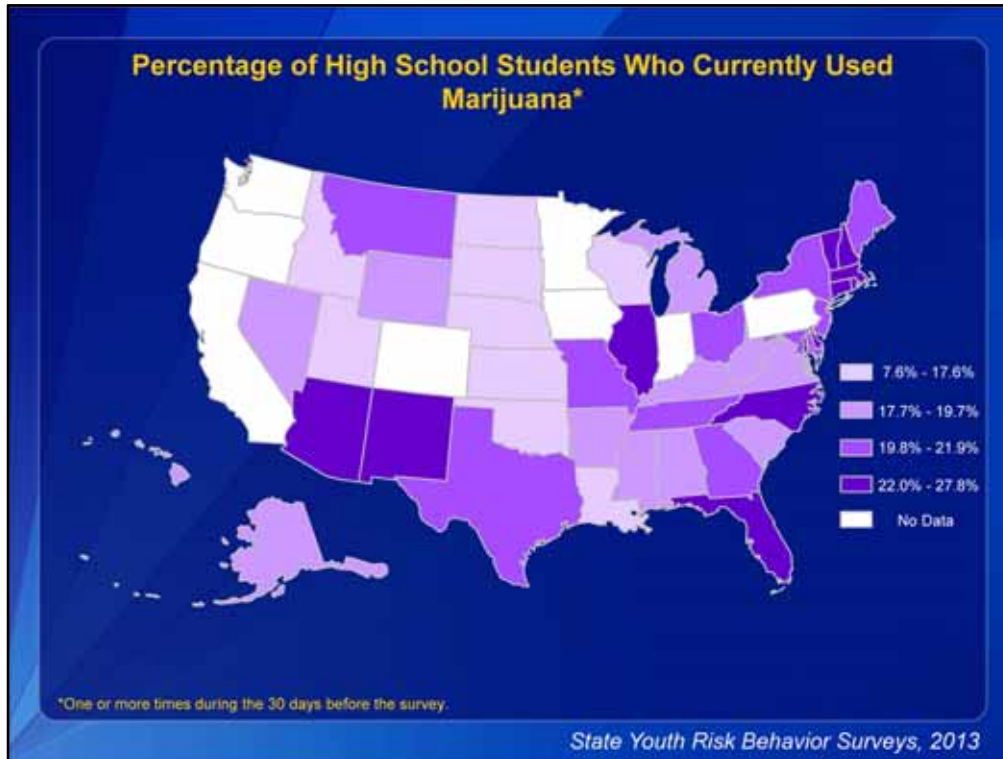 Percentage of High School Students Who Currently Used
Marijuana*
7.6% - 17.6%
17.7% - 19.7%
19.8% - 21.9%
22.0% - 27.8%
No Data
*One or more times during the 30 days before the survey.
State Youth Risk Behavior Surveys, 2013